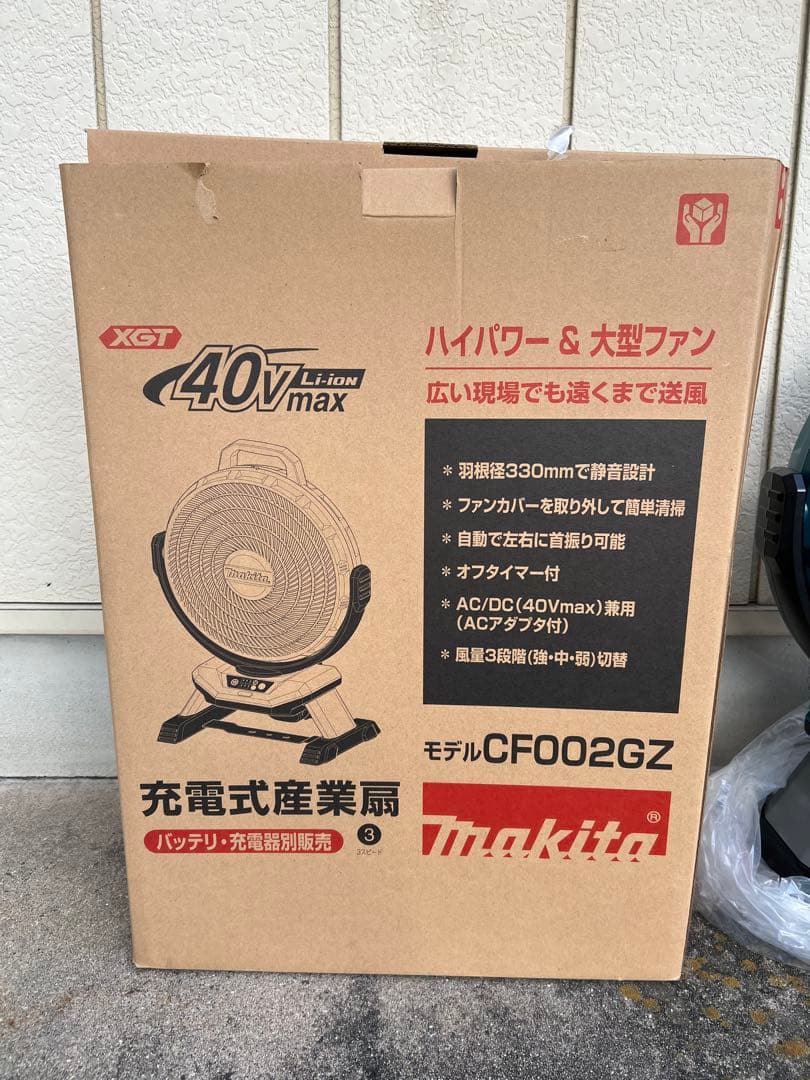 XGT
40Vmax Li-ion
ハイパワー & 大型ファン
広い現場でも遠くまで送風
* 羽根径330mmで静音設計
* ファンカバーを取り外して簡単清掃
* 自動で左右に首振り可能
* オフタイマー付
* AC/DC(40Vmax)兼用
(ACアダプタ付)
* 風量3段階(強・中・弱)切替
makita
モデルCF002GZ
充電式産業扇
バッテリ・充電器別販売
3
3スピード
makita®